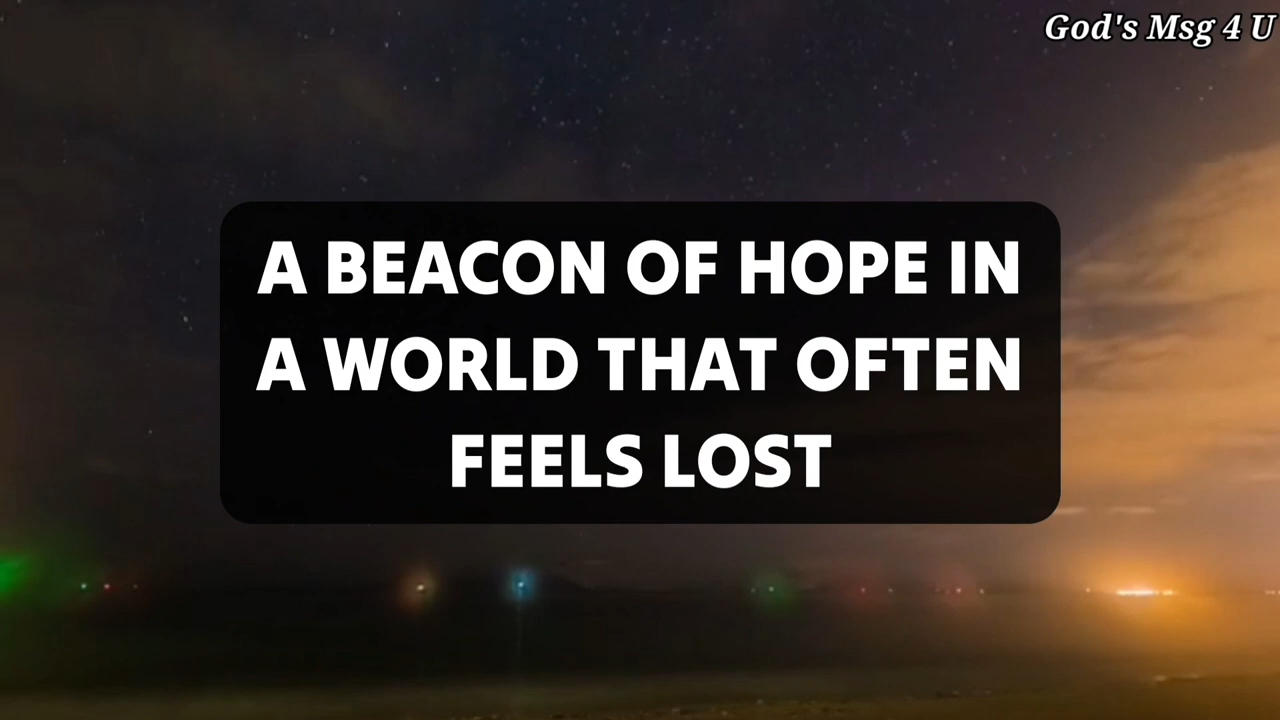 God's Msg 4 U
A BEACON OF HOPE IN
A WORLD THAT OFTEN
FEELS LOST